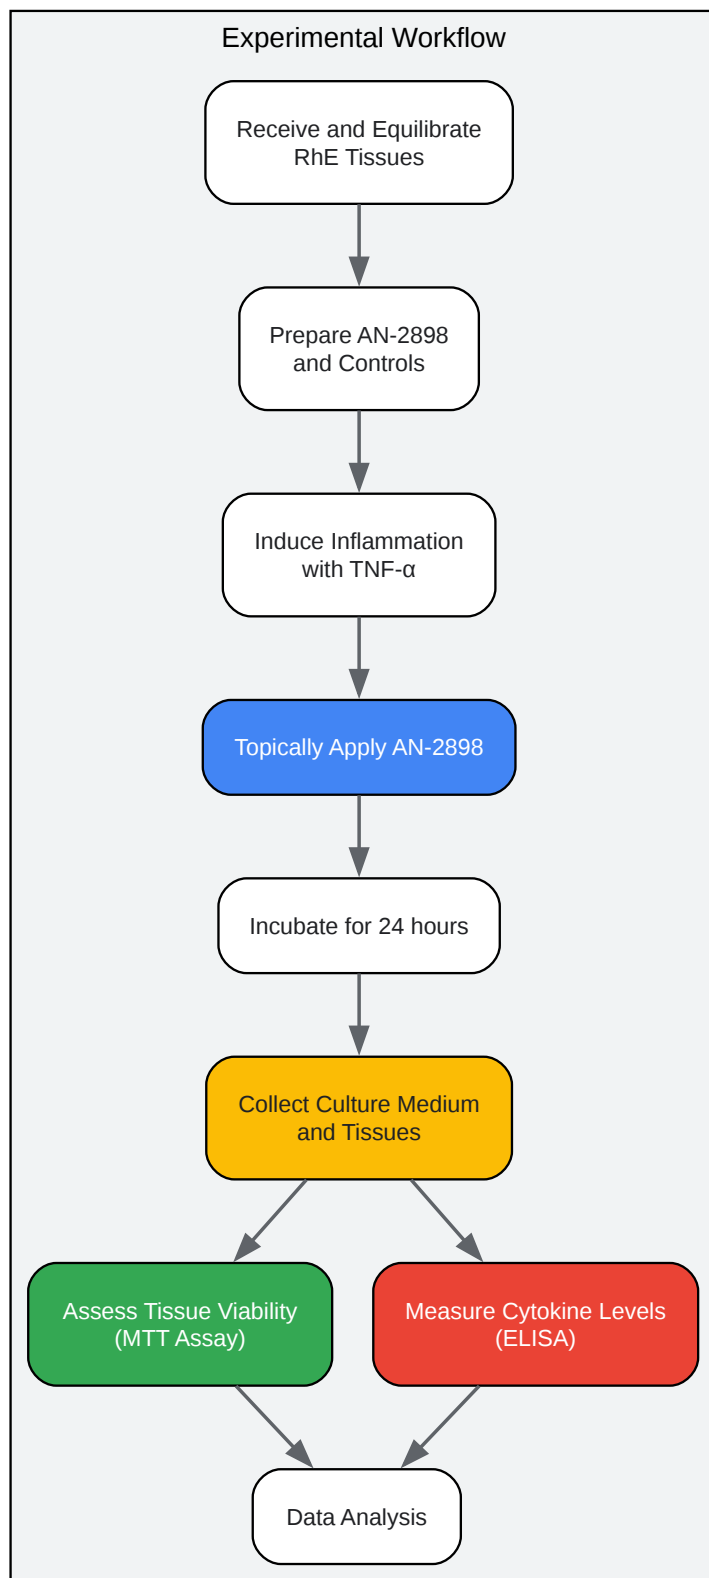 Experimental Workflow
Receive and Equilibrate
RhE Tissues
Prepare AN-2898
and Controls
Induce Inflammation
with TNF-α
Topically Apply AN-2898
Incubate for 24 hours
Collect Culture Medium
and Tissues
Assess Tissue Viability
(MTT Assay)
Measure Cytokine Levels
(ELISA)
Data Analysis